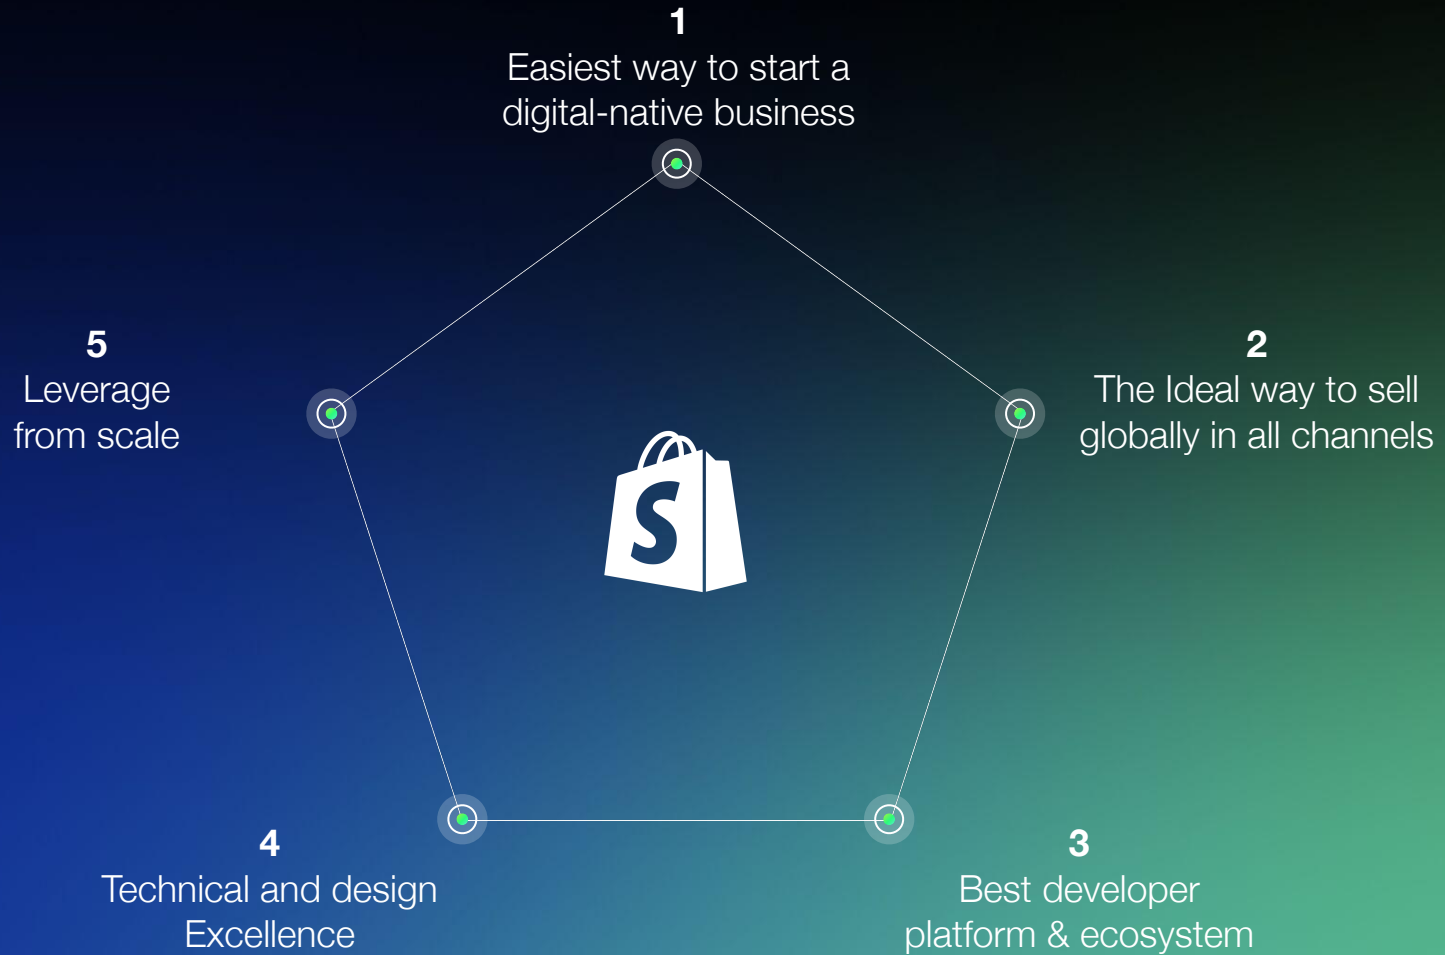 1
Easiest way to start a
digital-native business
2
The Ideal way to sell
globally in all channels
3
Best developer
platform & ecosystem
4
Technical and design
Excellence
5
Leverage
from scale
S